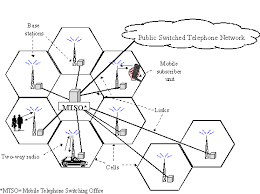 Base
stations
Public Switched Telephone Network
Mobile
subscriber
unit
MTSO*
Links
Two-way radio
Cells
*MTSO= Mobile Telephone Switching Office